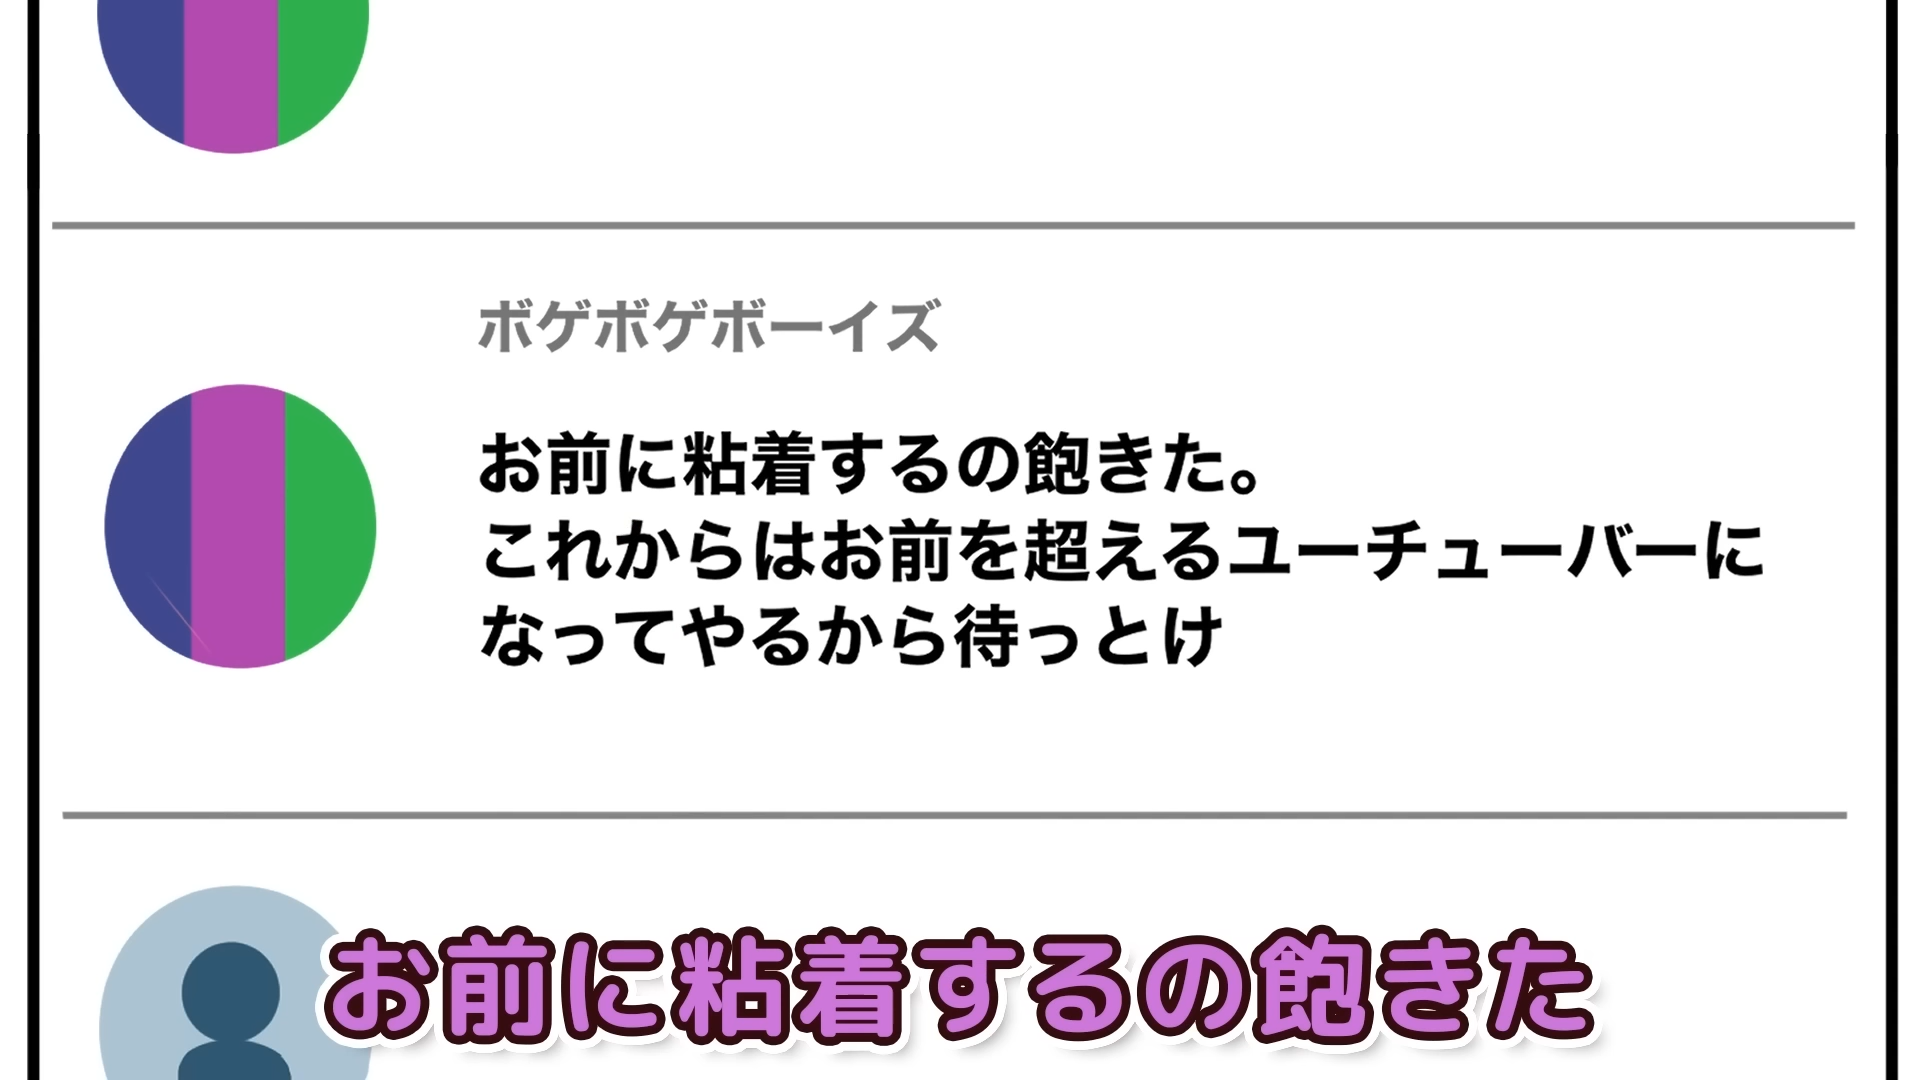 ボゲボゲボーイズ
お前に粘着するの飽きた。
これからはお前を超えるユーチューバーに
なってやるから待っとけ
お前に粘着するの飽きた